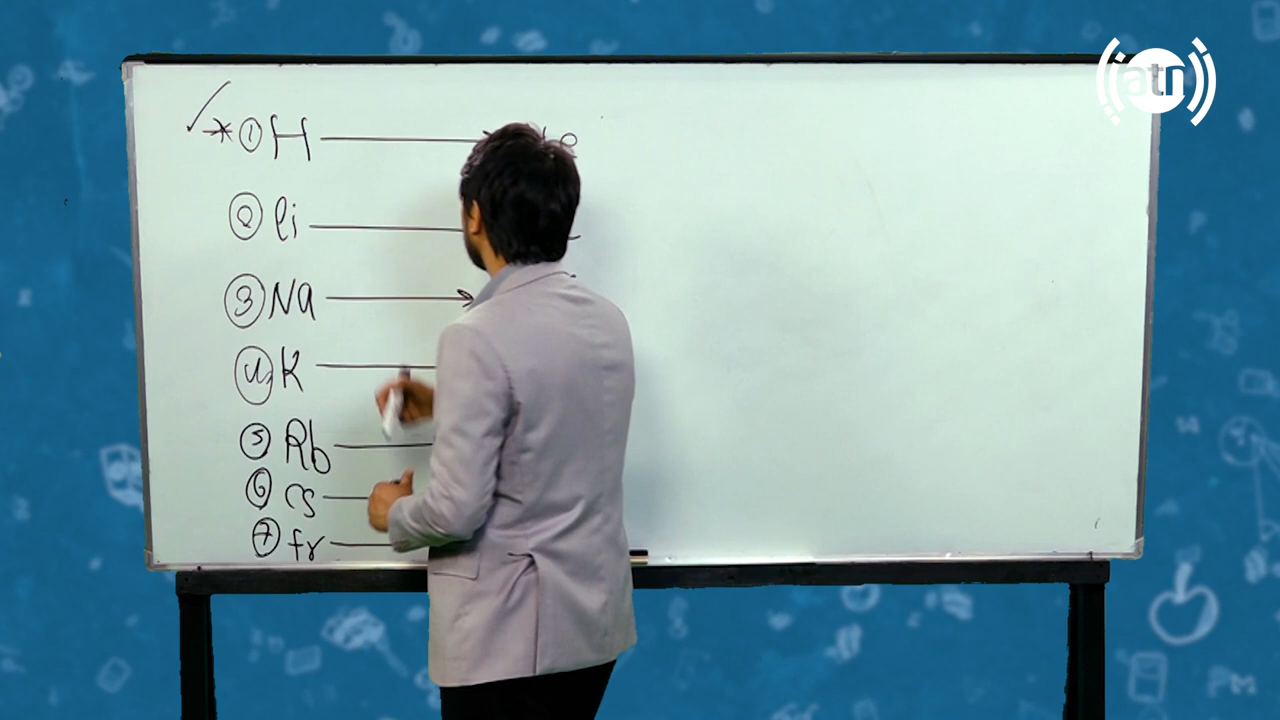 ① H
② li
③ Na
④ K
⑤ Rb
⑥ cs
⑦ fr
atn